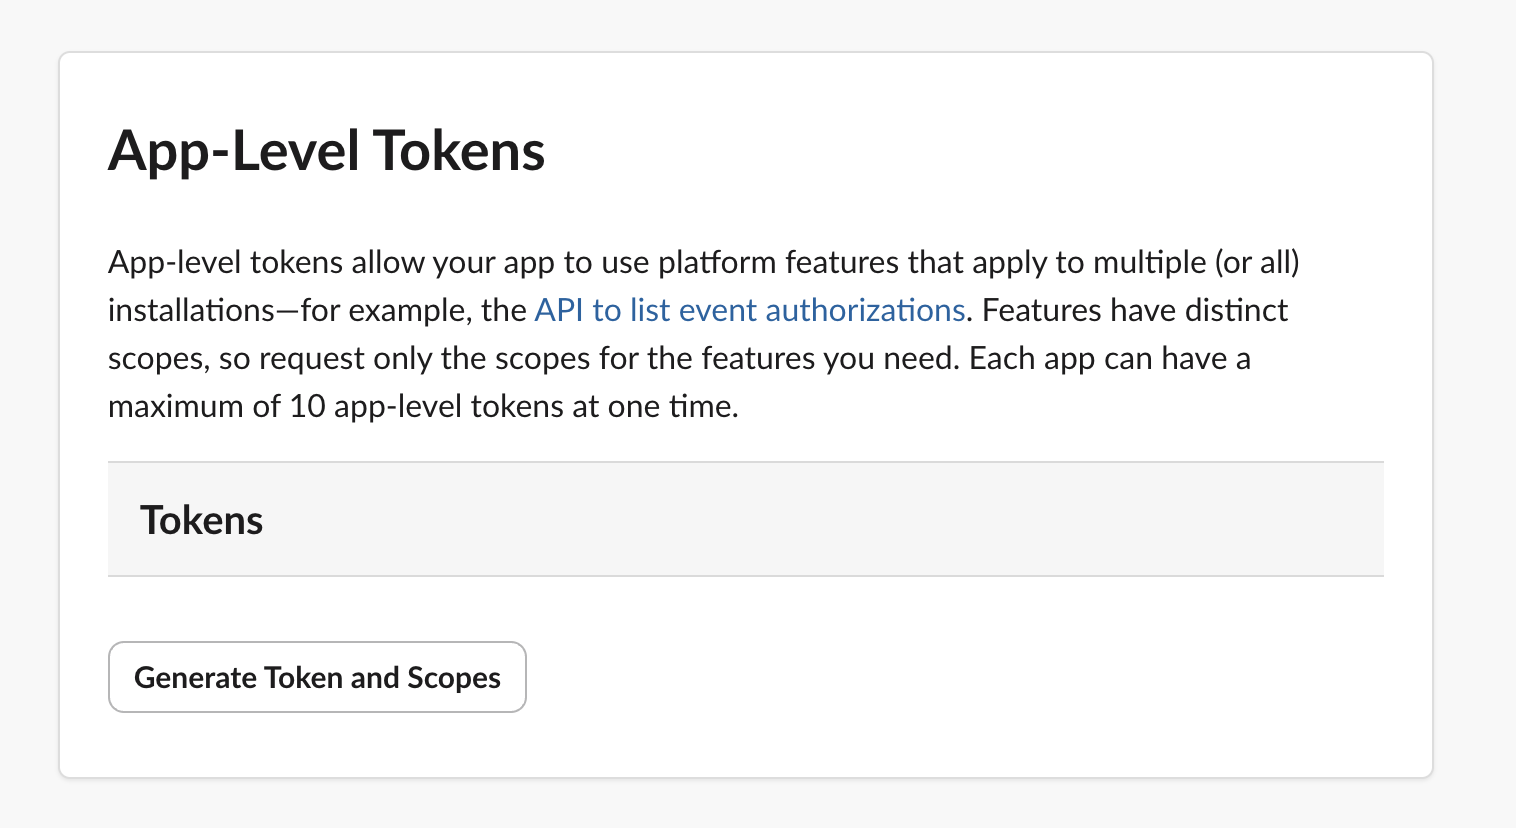 App-Level Tokens
App-level tokens allow your app to use platform features that apply to multiple (or all)
installations—for example, the API to list event authorizations. Features have distinct
scopes, so request only the scopes for the features you need. Each app can have a
maximum of 10 app-level tokens at one time.
Tokens
Generate Token and Scopes